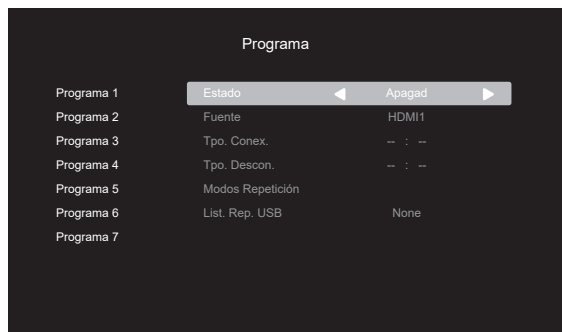 Programa
Programa 1 Estado Apagad
Programa 2 Fuente HDMI1
Programa 3 Tpo. Conex. -- : --
Programa 4 Tpo. Descon. -- : --
Programa 5 Modos Repetición
Programa 6 List. Rep. USB None
Programa 7